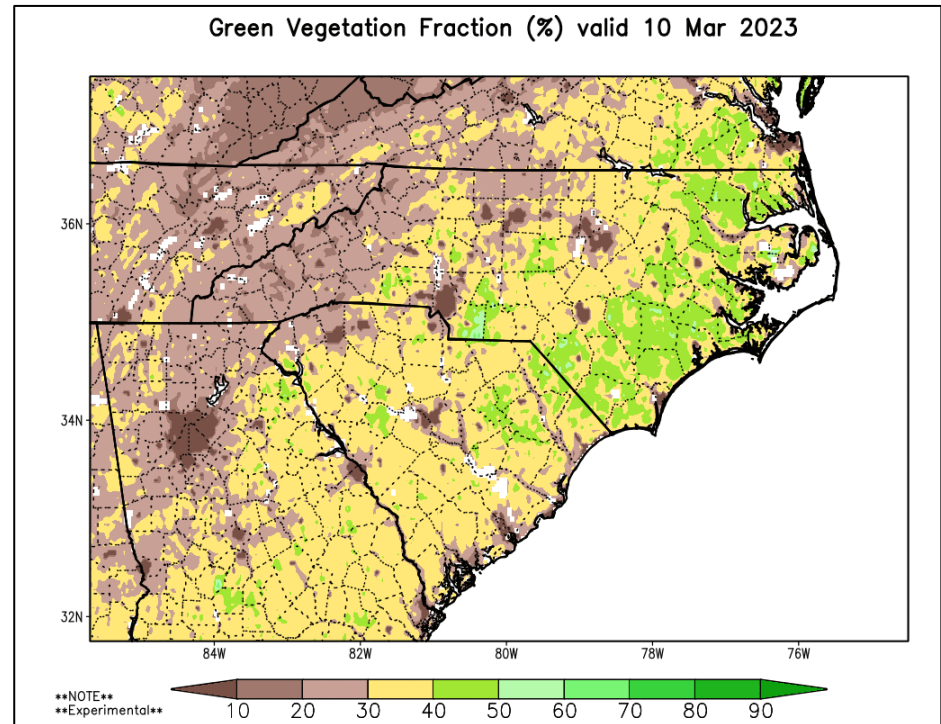 Green Vegetation Fraction (%) valid 10 Mar 2023
36N
34N
32N
84W 82W 80W 78W 76W
**NOTE**
**Experimental**
10 20 30 40 50 60 70 80 90